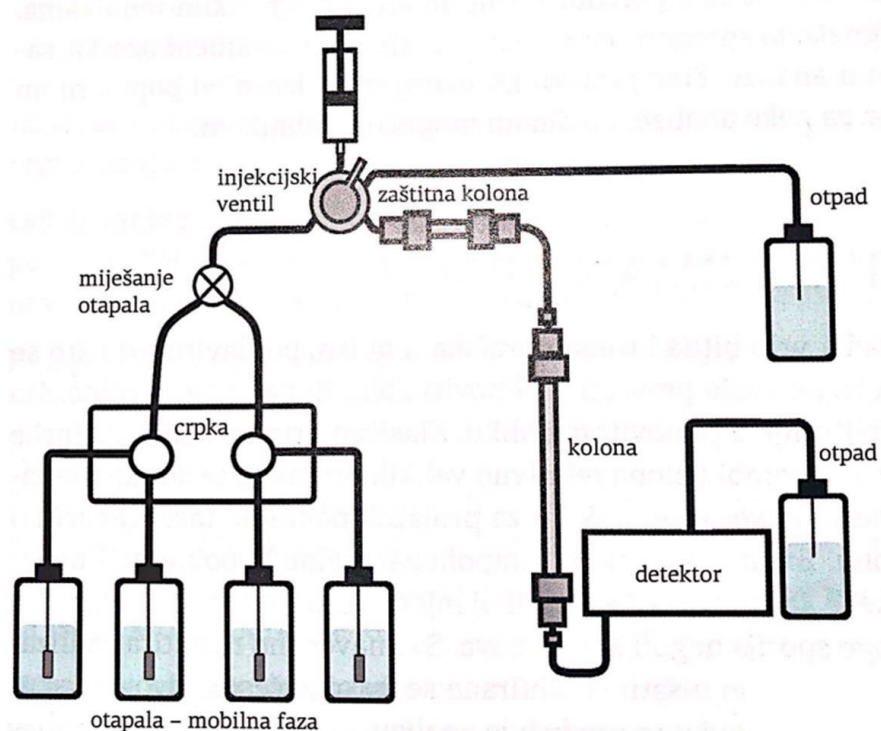 injekcijski
ventil
zaštitna kolona
otpad
miješanje
otapala
crpka
kolona
otpad
detektor
otapala – mobilna faza